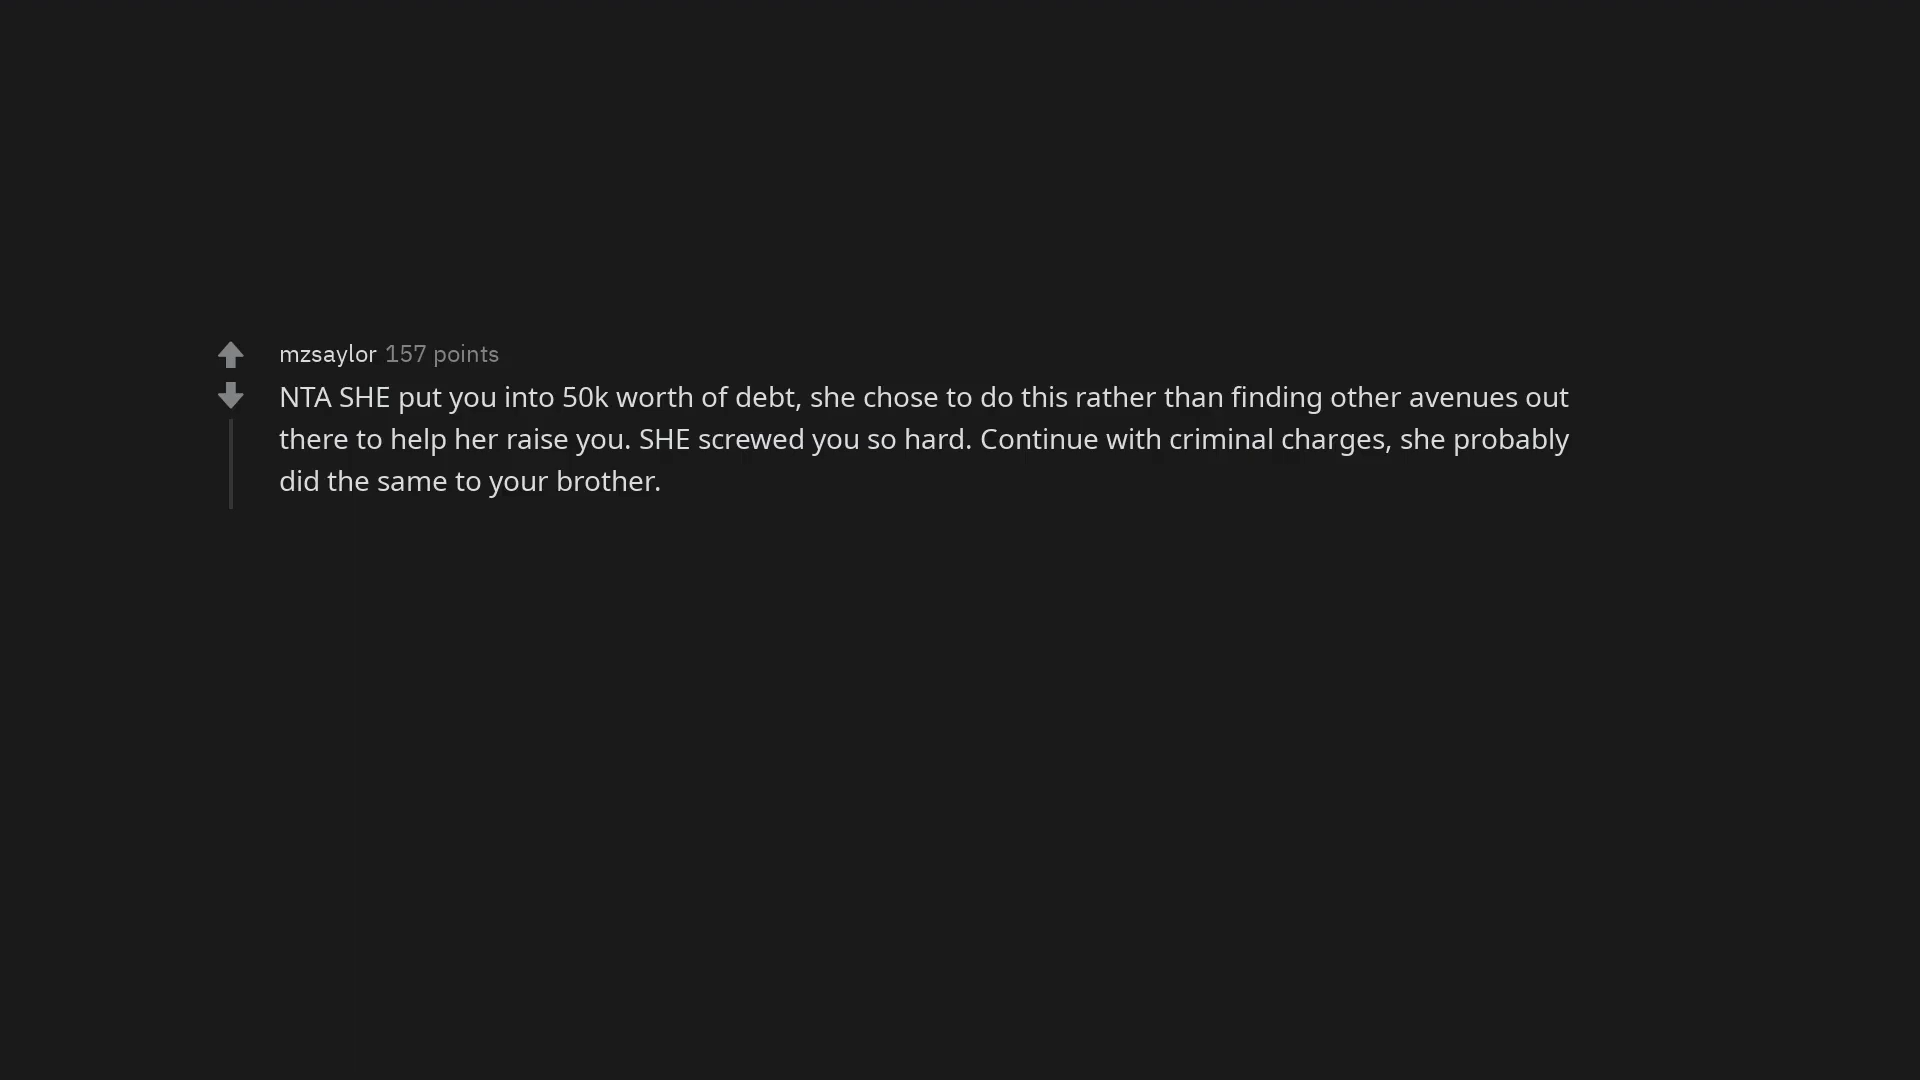 mzsaylor 157 points
NTA SHE put you into 50k worth of debt, she chose to do this rather than finding other avenues out
there to help her raise you. SHE screwed you so hard. Continue with criminal charges, she probably
did the same to your brother.